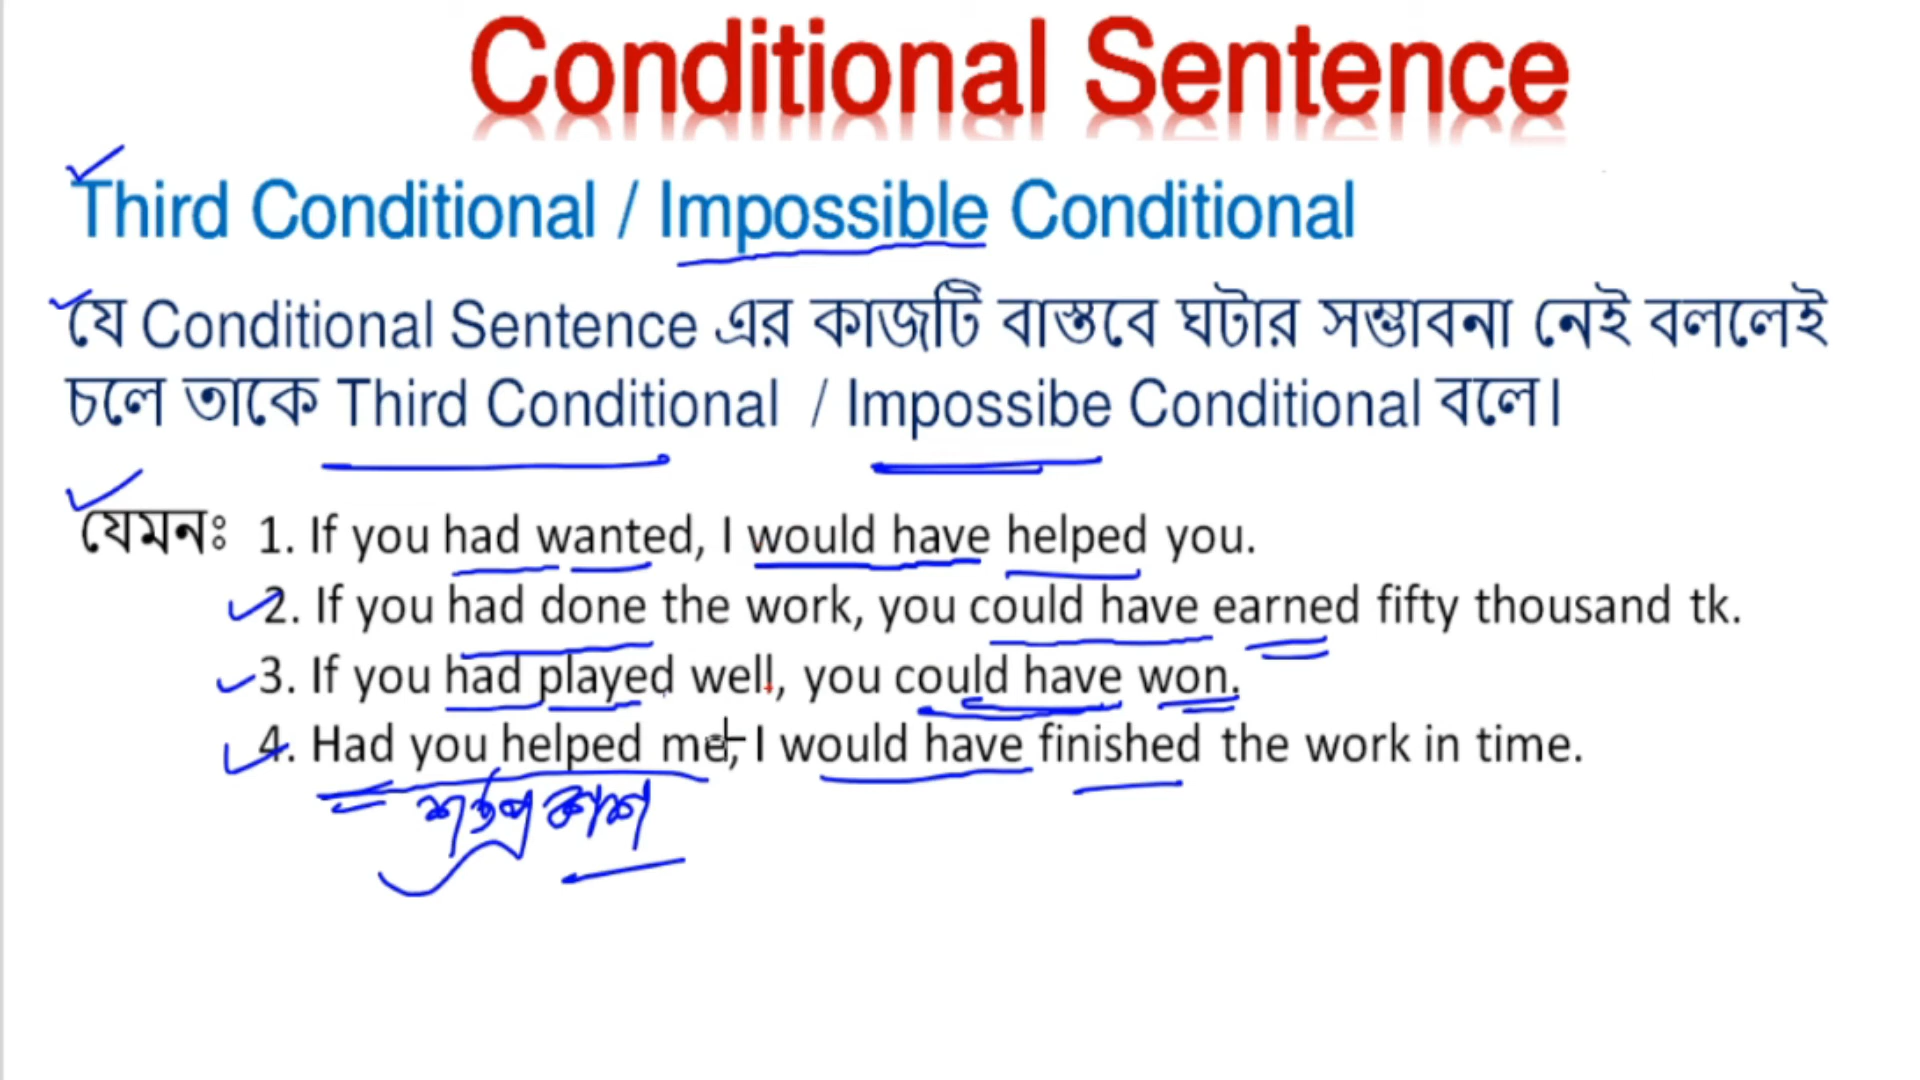 Conditional Sentence
Third Conditional / Impossible Conditional
যে Conditional Sentence এর কাজটি বাস্তবে ঘটার সম্ভাবনা নেই বললেই
চলে তাকে Third Conditional / Impossibe Conditional বলে।
যেমনঃ 1. If you had wanted, I would have helped you.
2. If you had done the work, you could have earned fifty thousand tk.
3. If you had played well, you could have won.
4. Had you helped me, I would have finished the work in time.
শর্ত প্রকাশ